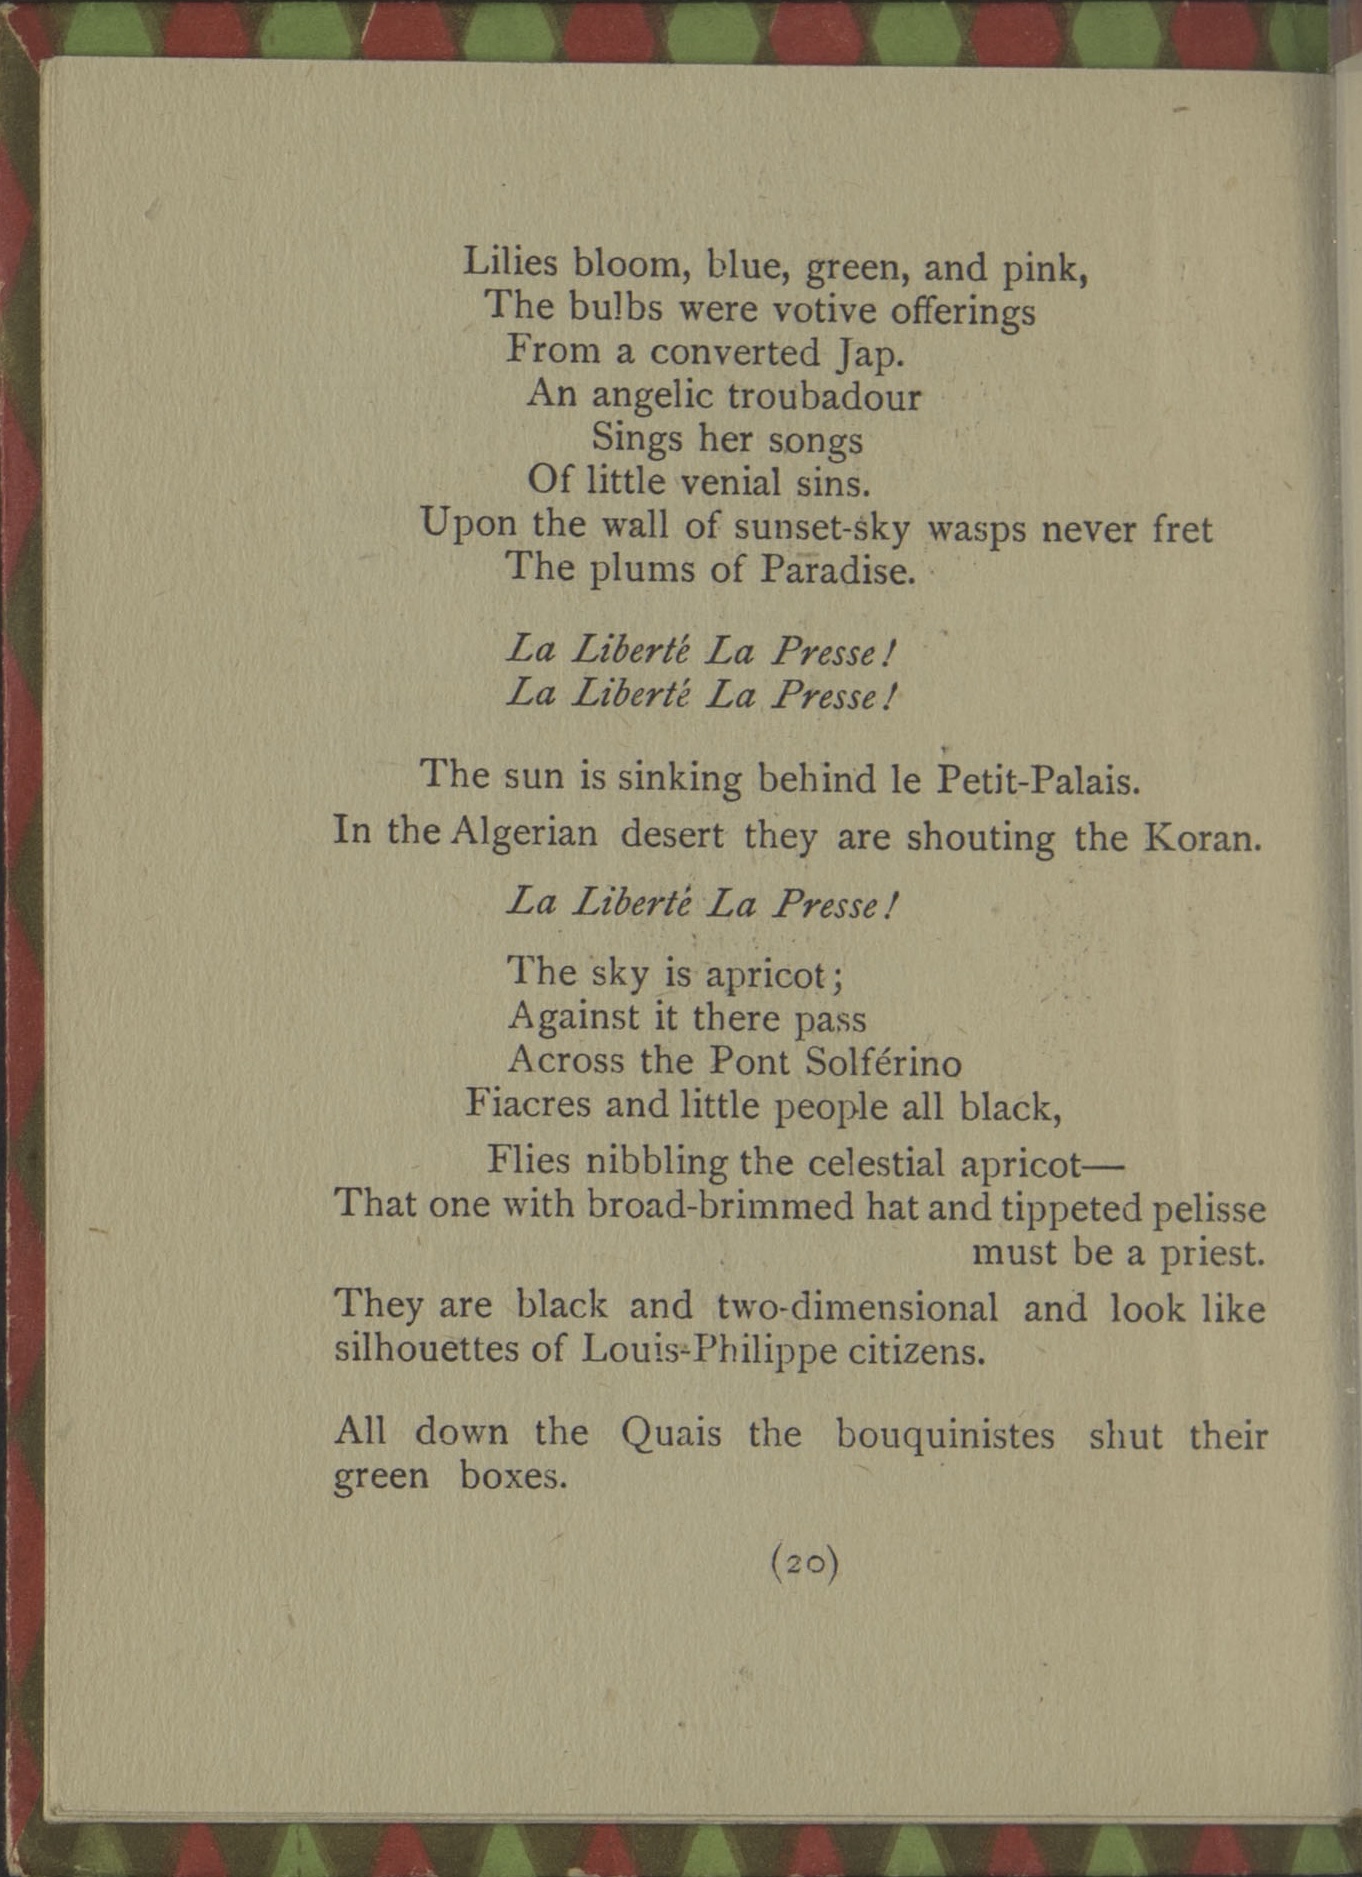 Lilies bloom, blue, green, and pink,
The bulbs were votive offerings
From a converted Jap.
An angelic troubadour
Sings her songs
Of little venial sins.
Upon the wall of sunset-sky wasps never fret
The plums of Paradise.
La Liberté La Presse!
La Liberté La Presse!
The sun is sinking behind le Petit-Palais.
In the Algerian desert they are shouting the Koran.
La Liberté La Presse!
The sky is apricot;
Against it there pass
Across the Pont Solférino
Fiacres and little people all black,
Flies nibbling the celestial apricot—
That one with broad-brimmed hat and tippeted pelisse
must be a priest.
They are black and two-dimensional and look like
silhouettes of Louis-Philippe citizens.
All down the Quais the bouquinistes shut their
green boxes.
(20)